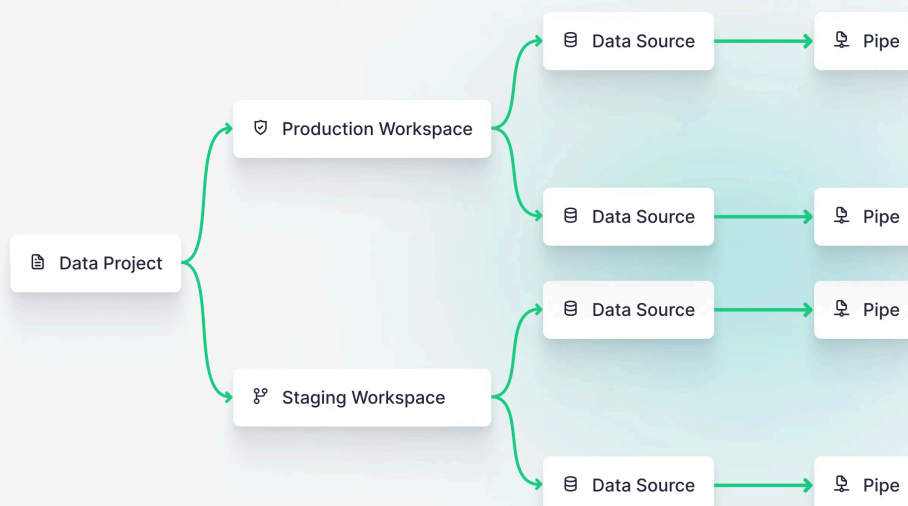 Data Source
Pipe
Production Workspace
Data Source
Pipe
Data Project
Data Source
Pipe
Staging Workspace
Data Source
Pipe